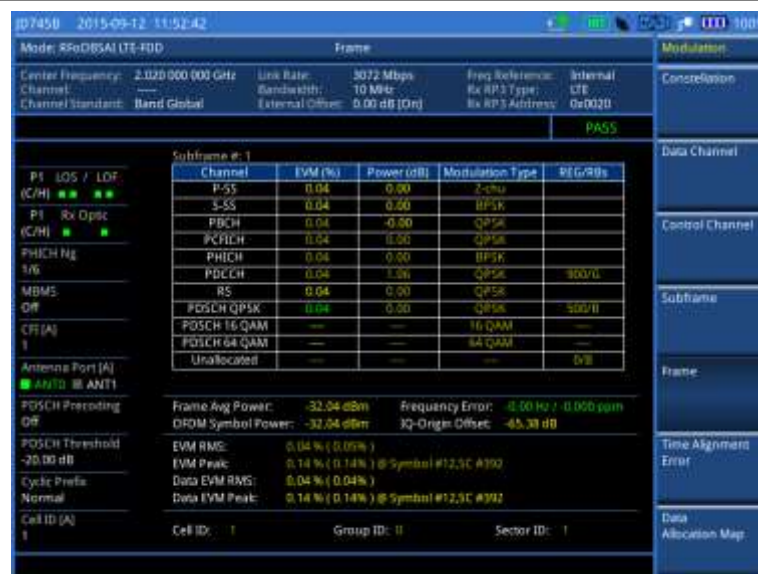 JD745B 2015-09-12 11:52:42
Mode: RFoOBSAI LTE-FDD Frame
Center Frequency: 2.020 000 000 GHz Link Rate: 3072 Mbps Freq Reference: Internal
Channel: ---- Bandwidth: 10 MHz Rx RP3 Type: LTE
Channel Standard: Band Global External Offset: 0.00 dB [On] Rx RP3 Address: 0x0020
PASS
Subframe #: 1
Channel EVM (%) Power (dB) Modulation Type REG/RBs
P-SS 0.04 0.00 Z-chu
S-SS 0.04 0.00 BPSK
PBCH 0.04 -0.00 QPSK
PCFICH 0.04 0.00 QPSK
PHICH 0.04 0.00 BPSK
PDCCH 0.04 1.06 QPSK
RS 0.04 0.00 QPSK
PDSCH QPSK 0.04 0.00 QPSK
PDSCH 16 QAM ---- ---- 16 QAM ----
PDSCH 64 QAM ---- ---- 64 QAM ----
Unallocated ---- ---- ----
P1 LOS / LOF
(C/H)
P1 Rx Optic
(C/H)
PHICH Ng
1/6
MBMS
Off
CFI [A]
1
Antenna Port [A]
ANT0 ANT1
PDSCH Precoding
Off
PDSCH Threshold
-20.00 dB
Cyclic Prefix
Normal
Cell ID [A]
1
Frame Avg Power: -32.04 dBm Frequency Error: -0.00 Hz / -0.000 ppm
OFDM Symbol Power: -32.04 dBm IQ-Origin Offset: -65.38 dB
EVM RMS: 0.04 % ( 0.05% )
EVM Peak: 0.14 % ( 0.14% ) @ Symbol #12,SC #392
Data EVM RMS: 0.04 % ( 0.04% )
Data EVM Peak: 0.14 % ( 0.14% ) @ Symbol #12,SC #392
Cell ID: 1 Group ID: 0 Sector ID: 1
Modulation
Constellation
Data Channel
Control Channel
Subframe
Frame
Time Alignment
Error
Data
Allocation Map